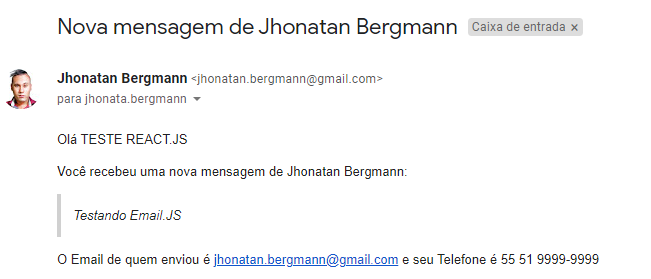 Nova mensagem de Jhonatan Bergmann Caixa de entrada ×
Jhonatan Bergmann <jhonatan.bergmann@gmail.com>
para jhonata.bergmann
Olá TESTE REACT.JS
Você recebeu uma nova mensagem de Jhonatan Bergmann:
Testando Email.JS
O Email de quem enviou é jhonatan.bergmann@gmail.com e seu Telefone é 55 51 9999-9999